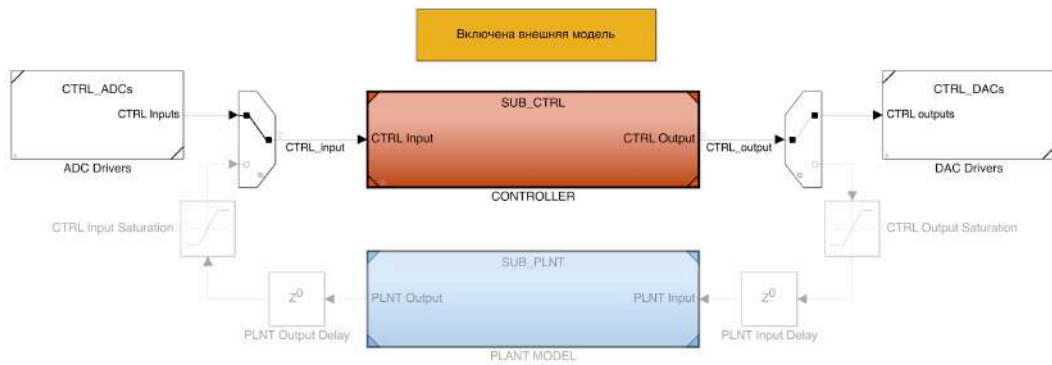 Включена внешняя модель
CTRL_ADCs
CTRL Inputs
ADC Drivers
CTRL_input
SUB_CTRL
CTRL Input
CTRL Output
CONTROLLER
CTRL_output
CTRL_DACs
CTRL outputs
DAC Drivers
CTRL Input Saturation
CTRL Output Saturation
SUB_PLNT
PLNT Output
PLNT Input
PLANT MODEL
Z⁰
PLNT Output Delay
Z⁰
PLNT Input Delay